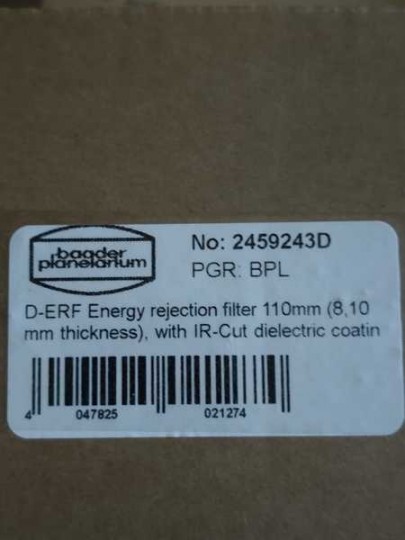 baader
planetarium
No: 2459243D
PGR: BPL
D-ERF Energy rejection filter 110mm (8,10
mm thickness), with IR-Cut dielectric coatin
4 047825 021274